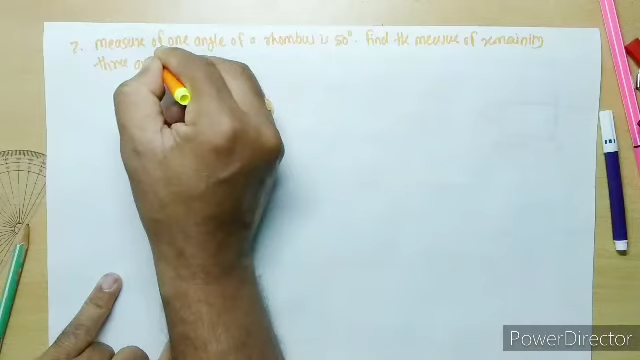 7. Measure of one angle of a rhombus is 50°. Find the measure of remaining
three
PowerDirector